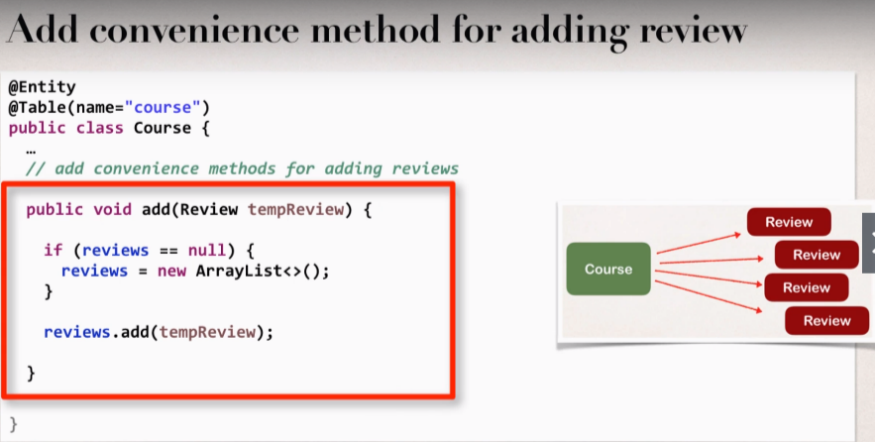 Add convenience method for adding review
@Entity
@Table(name="course")
public class Course {
…
// add convenience methods for adding reviews
public void add(Review tempReview) {
if (reviews == null) {
reviews = new ArrayList<>();
}
reviews.add(tempReview);
}
}
Course
Review
Review
Review
Review